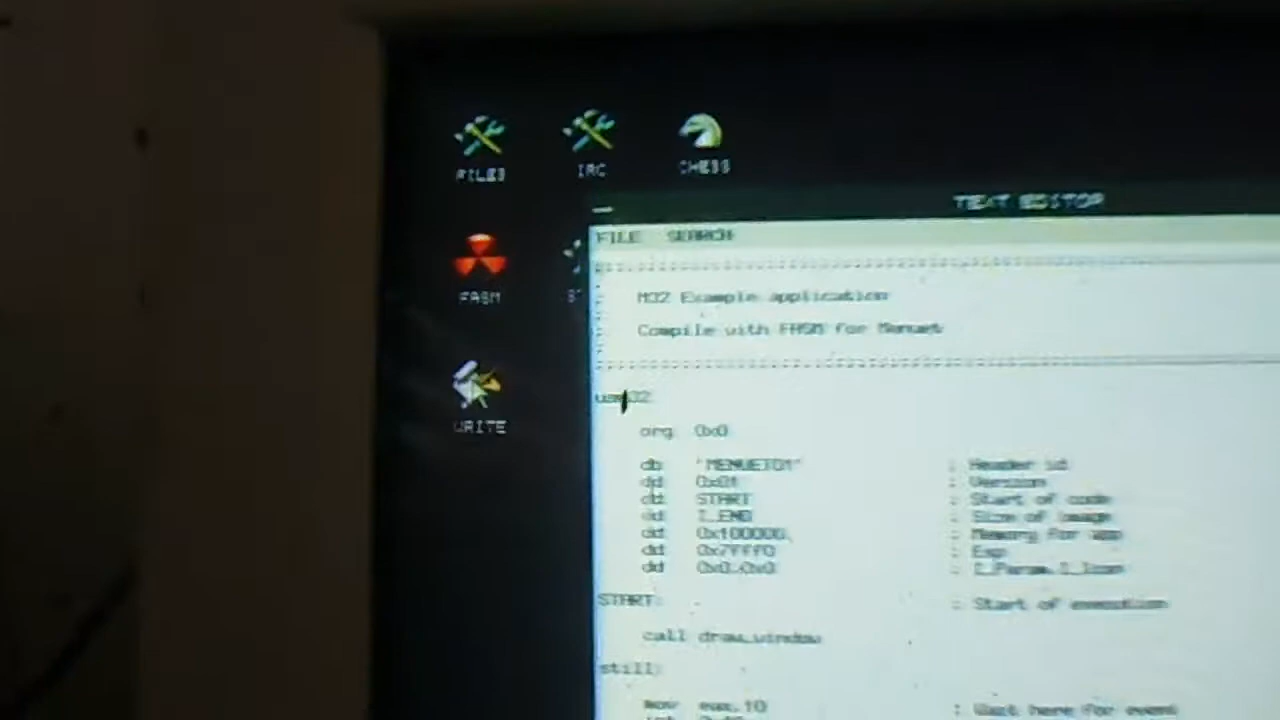 FILES IRC CHESS
TEXT EDITOR
FILE SEARCH
FASM
; M32 Example application
; Compile with FASM for Menuet
WRITE
use32
org 0x0
db 'MENUET01' ; Header id
dd 0x01 ; Version
dd START ; Start of code
dd I_END ; Size of image
dd 0x100000 ; Memory for app
dd 0x7fff0 ; Esp
dd 0x0,0x0 ; I_Param,I_Icon
START: ; Start of execution
call draw_window
still:
mov eax,10 ; Wait here for event